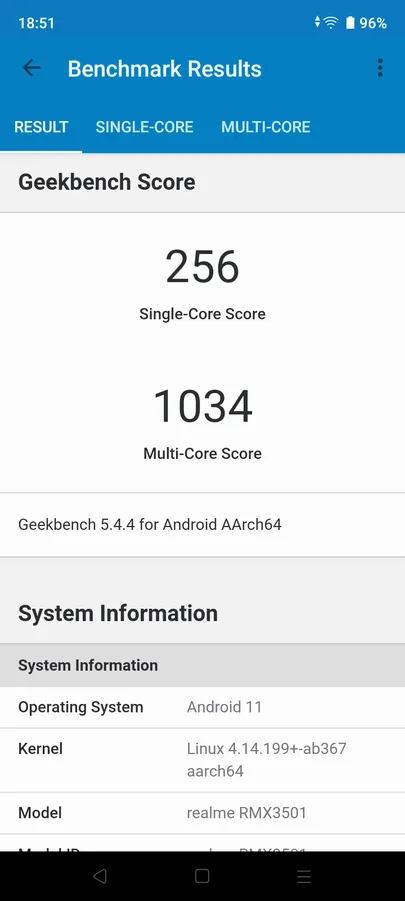 18:51 96%
Benchmark Results
RESULT SINGLE-CORE MULTI-CORE
Geekbench Score
256
Single-Core Score
1034
Multi-Core Score
Geekbench 5.4.4 for Android AArch64
System Information
System Information
Operating System Android 11
Kernel Linux 4.14.199+-ab367
aarch64
Model realme RMX3501